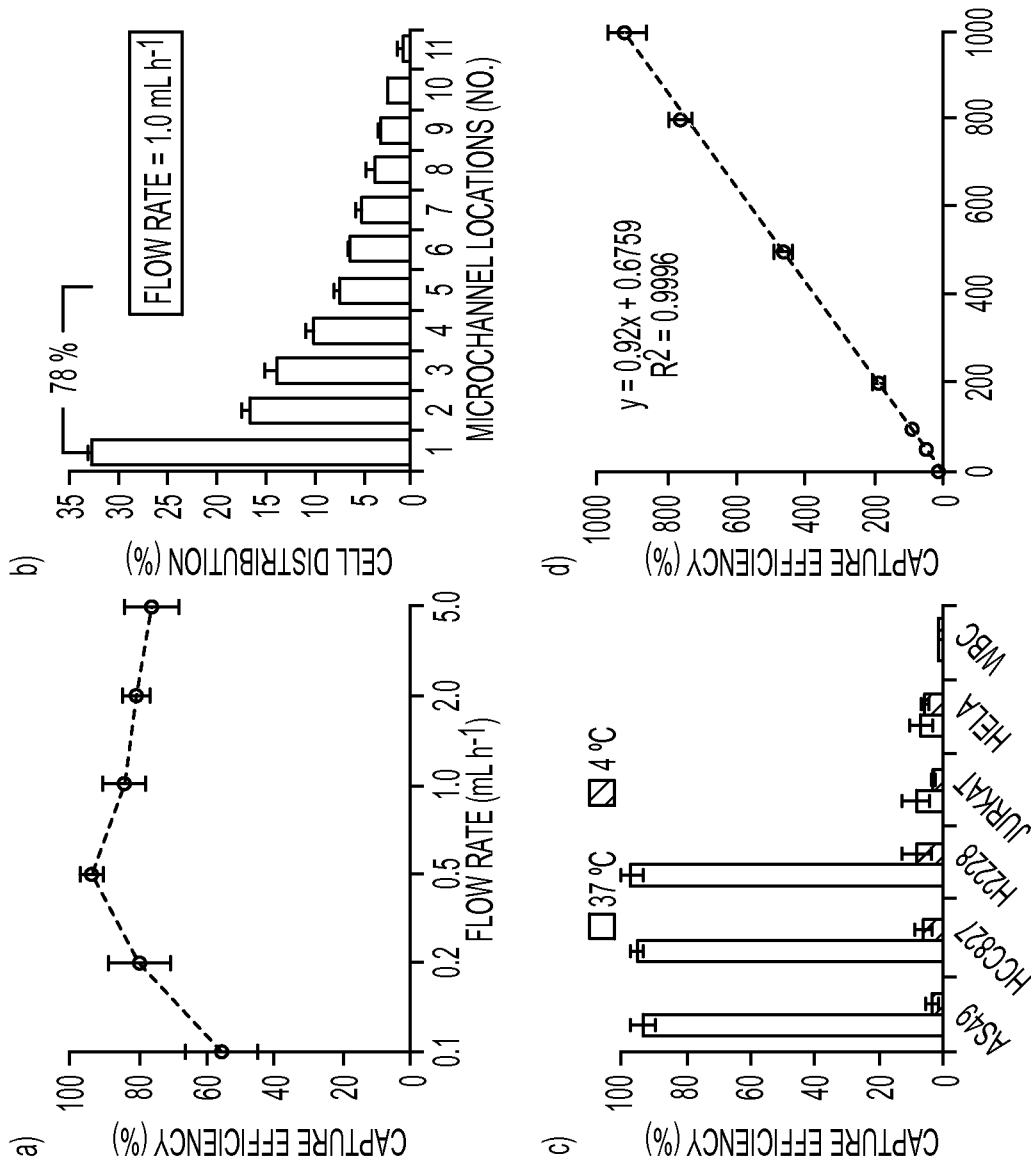 a)
CAPTURE EFFICIENCY
(%)
100
80
60
40
20
0
0.1
0.2
0.5
1.0
2.0
5.0
FLOW RATE (mL h-1)
b)
CELL DISTRIBUTION (%)
35
30
25
20
15
10
5
0
78 %
FLOW RATE = 1.0 mL h-1
1
2
3
4
5
6
7
8
9
10
11
MICROCHANNEL LOCATIONS (NO.)
c)
CAPTURE EFFICIENCY
(%)
100
80
60
40
20
0
37 ºC
4 ºC
AS49
HCC827
H2228
JURKAT
HELA
WBC
d)
CAPTURE EFFICIENCY
(%)
1000
800
600
400
200
0
y = 0.92x + 0.6759
R2 = 0.9996
0
200
400
600
800
1000